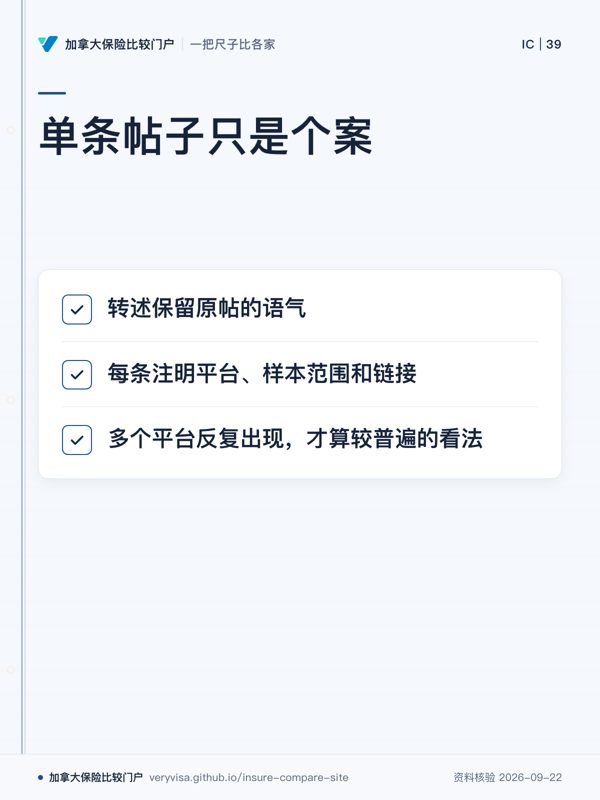 加拿大保险比较门户 | 一把尺子比各家
IC | 39
单条帖子只是个案
转述保留原帖的语气
每条注明平台、样本范围和链接
多个平台反复出现，才算较普遍的看法
加拿大保险比较门户 veryvisa.github.io/insure-compare-site
资料核验 2026-09-22